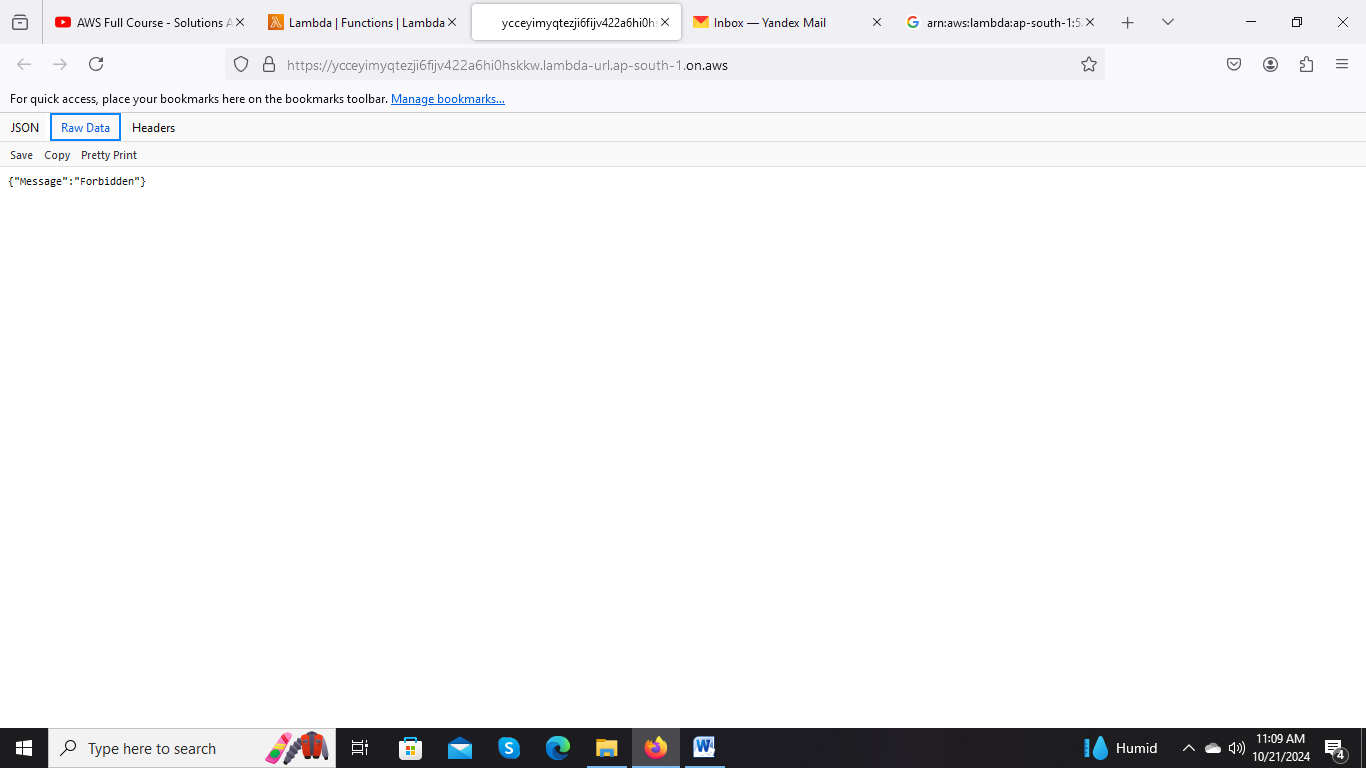 AWS Full Course - Solutions A
Lambda | Functions | Lambda
ycceyimyqtezji6fijv422a6hi0hs
Inbox — Yandex Mail
arn:aws:lambda:ap-south-1:5
https://ycceyimyqtezji6fijv422a6hi0hskkw.lambda-url.ap-south-1.on.aws
For quick access, place your bookmarks here on the bookmarks toolbar. Manage bookmarks...
JSON Raw Data Headers
Save Copy Pretty Print
{"Message":"Forbidden"}
Type here to search
Humid
11:09 AM
10/21/2024
4